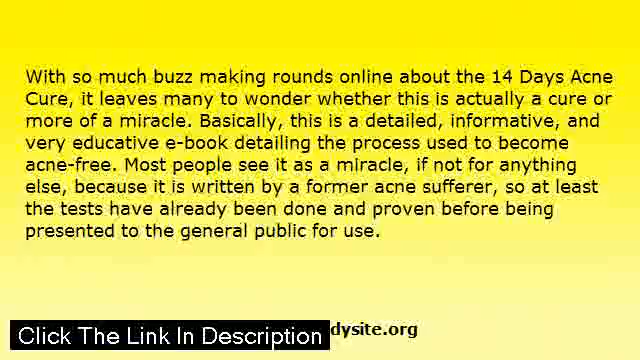 With so much buzz making rounds online about the 14 Days Acne
Cure, it leaves many to wonder whether this is actually a cure or
more of a miracle. Basically, this is a detailed, informative, and
very educative e-book detailing the process used to become
acne-free. Most people see it as a miracle, if not for anything
else, because it is written by a former acne sufferer, so at least
the tests have already been done and proven before being
presented to the general public for use.
Click The Link In Description dysite.org